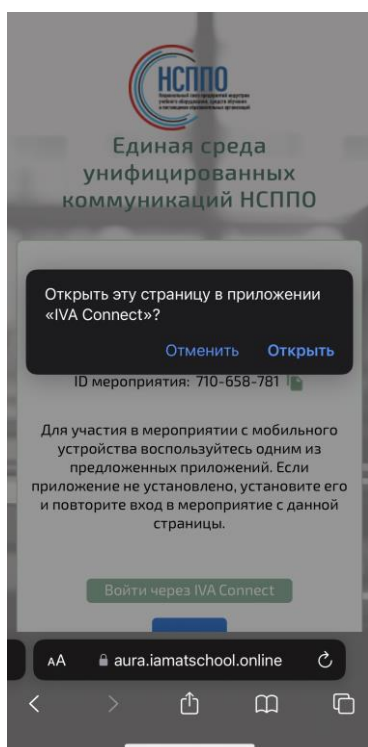 НСППО
Единая среда
унифицированных
коммуникаций НСППО
Открыть эту страницу в приложении
«IVA Connect»?
Отменить Открыть
ID мероприятия: 710-658-781
Для участия в мероприятии с мобильного
устройства воспользуйтесь одним из
предложенных приложений. Если
приложение не установлено, установите его
и повторите вход в мероприятие с данной
страницы.
Войти через IVA Connect
AA aura.iamatschool.online